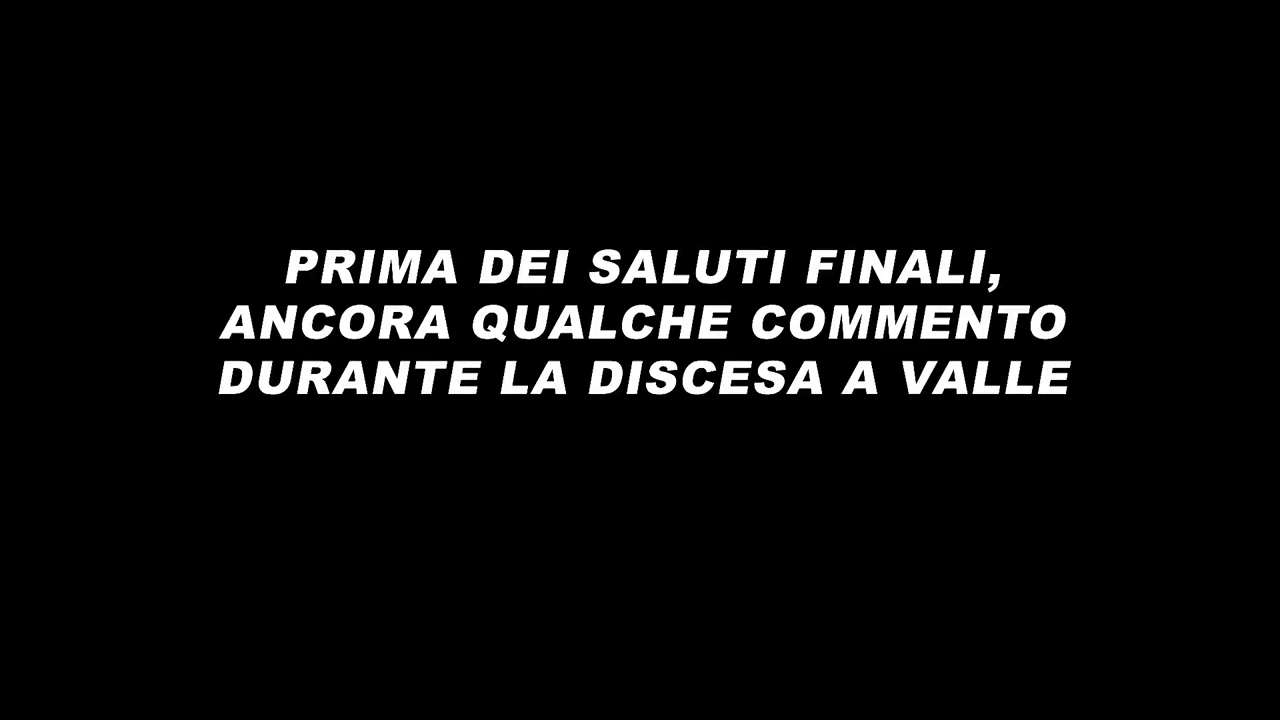 PRIMA DEI SALUTI FINALI,
ANCORA QUALCHE COMMENTO
DURANTE LA DISCESA A VALLE